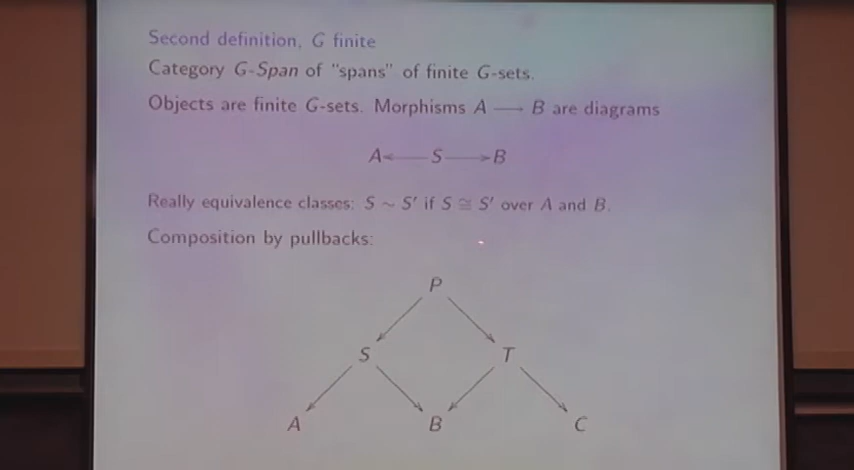 Second definition, G finite
Category G-Span of "spans" of finite G-sets.
Objects are finite G-sets. Morphisms A ⟶ B are diagrams
A ⟵ S ⟶ B
Really equivalence classes: S ∼ S′ if S ≅ S′ over A and B.
Composition by pullbacks:
P
S T
A B C